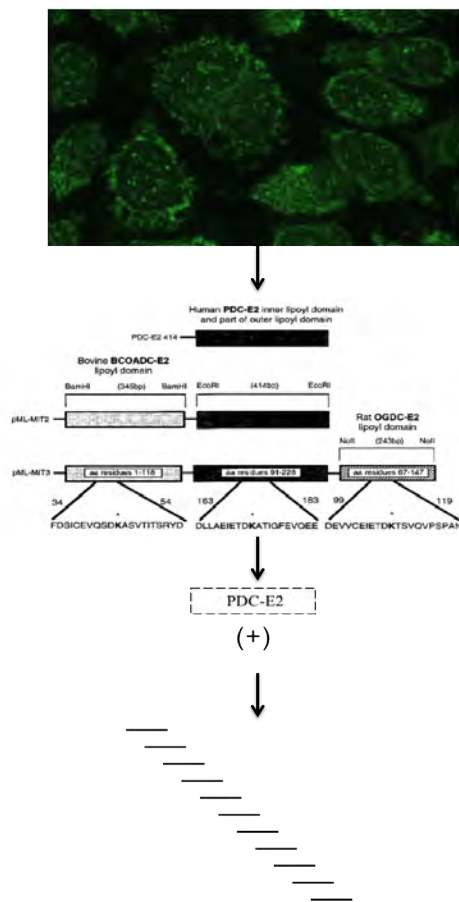 Human PDC-E2 inner lipoyl domain
and part of outer lipoyl domain
PDC-E2 414
Bovine BCOADC-E2
lipoyl domain
BamHI (345bp) BamHI EcoRI (414bp) EcoRI
pML-MIT2
Rat OGDC-E2
lipoyl domain
NotI (243bp) NotI
pML-MIT3 aa residues 1-118 aa residues 91-228 aa residues 67-147
34 54 163 183 99 119
FDSICEVQSDKASVTITSRYD DLLAEIETDKATIGFEVQEE DEVVCEIETDKTSVQVPSPAN
PDC-E2
(+)